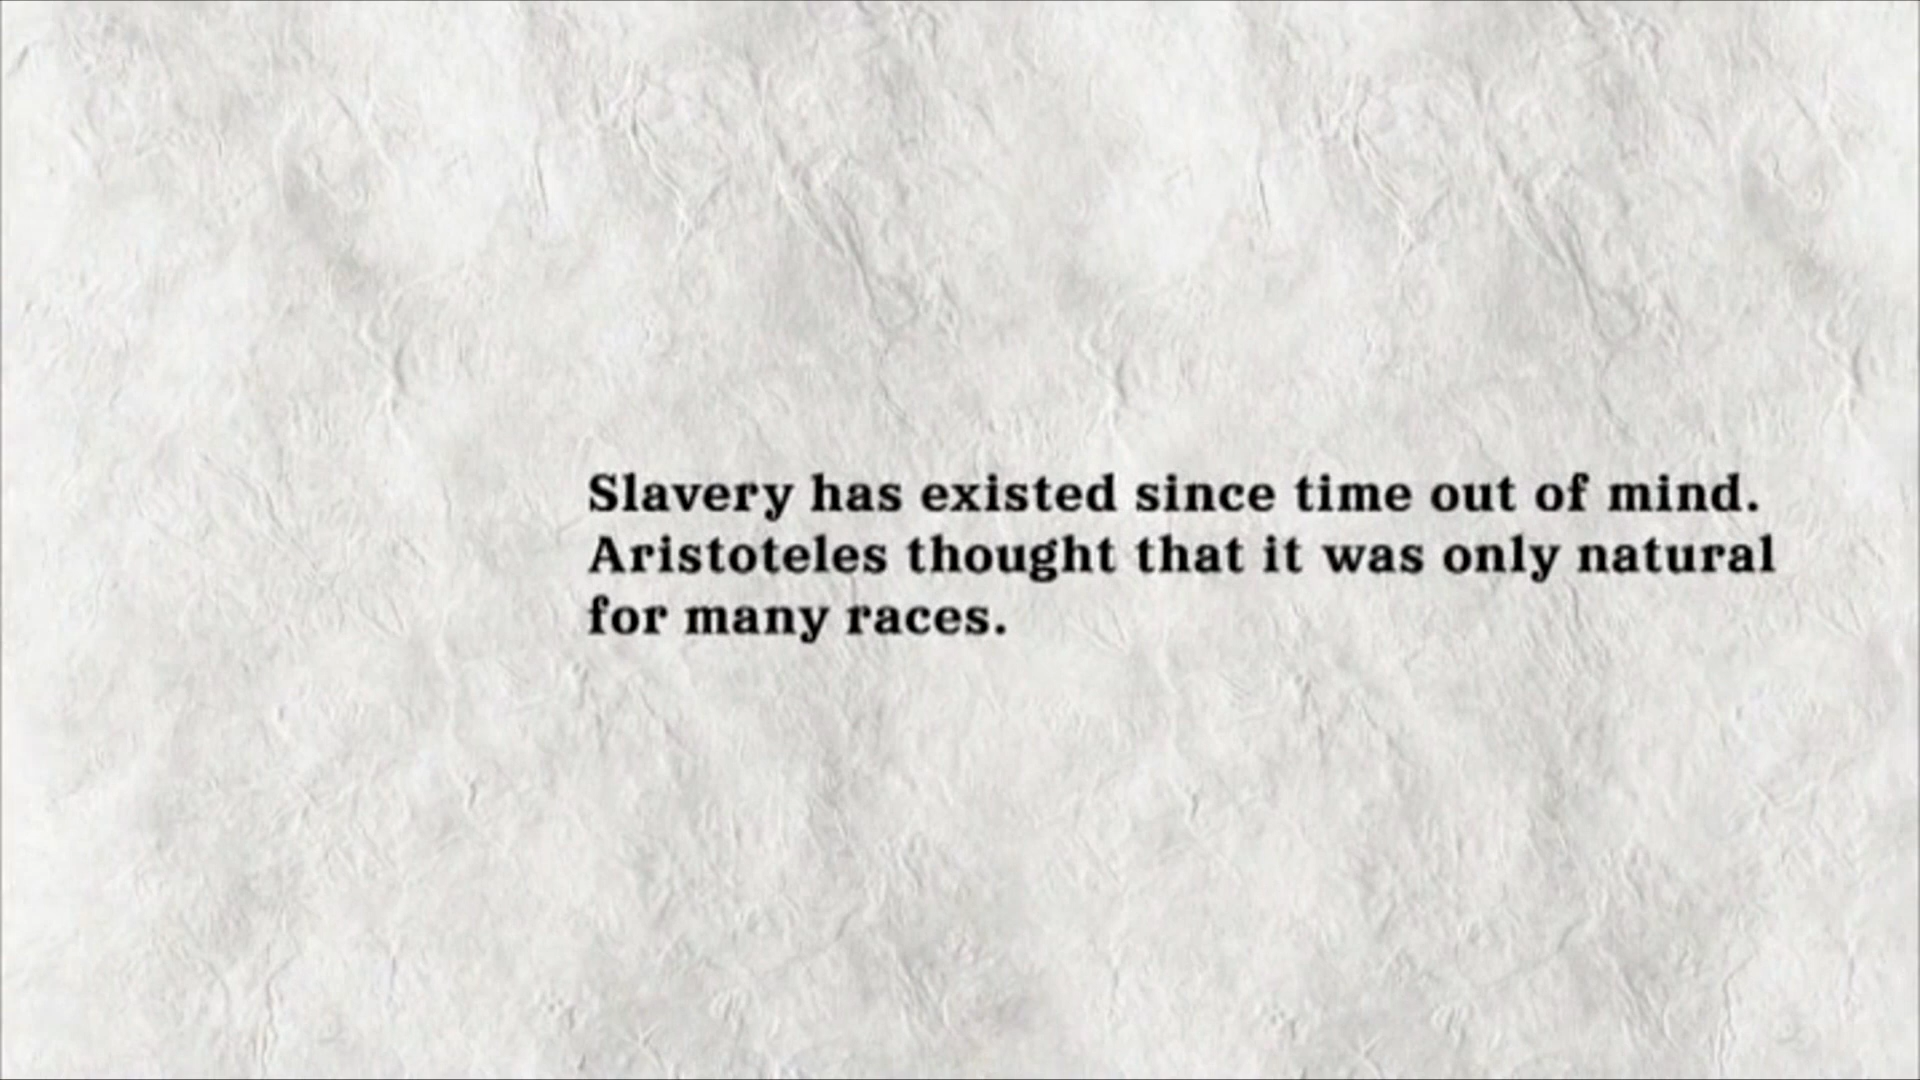 Slavery has existed since time out of mind.
Aristoteles thought that it was only natural
for many races.